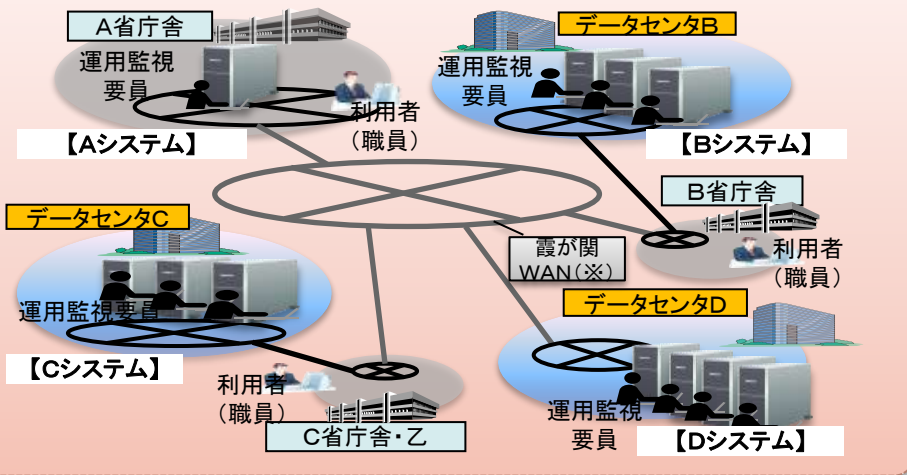 A省庁舎
運用監視
要員
利用者
(職員)
【Aシステム】
データセンタB
運用監視
要員
【Bシステム】
B省庁舎
利用者
(職員)
霞が関
WAN(※)
データセンタC
運用監視要員
【Cシステム】
利用者
(職員)
C省庁舎・乙
データセンタD
運用監視
要員
【Dシステム】